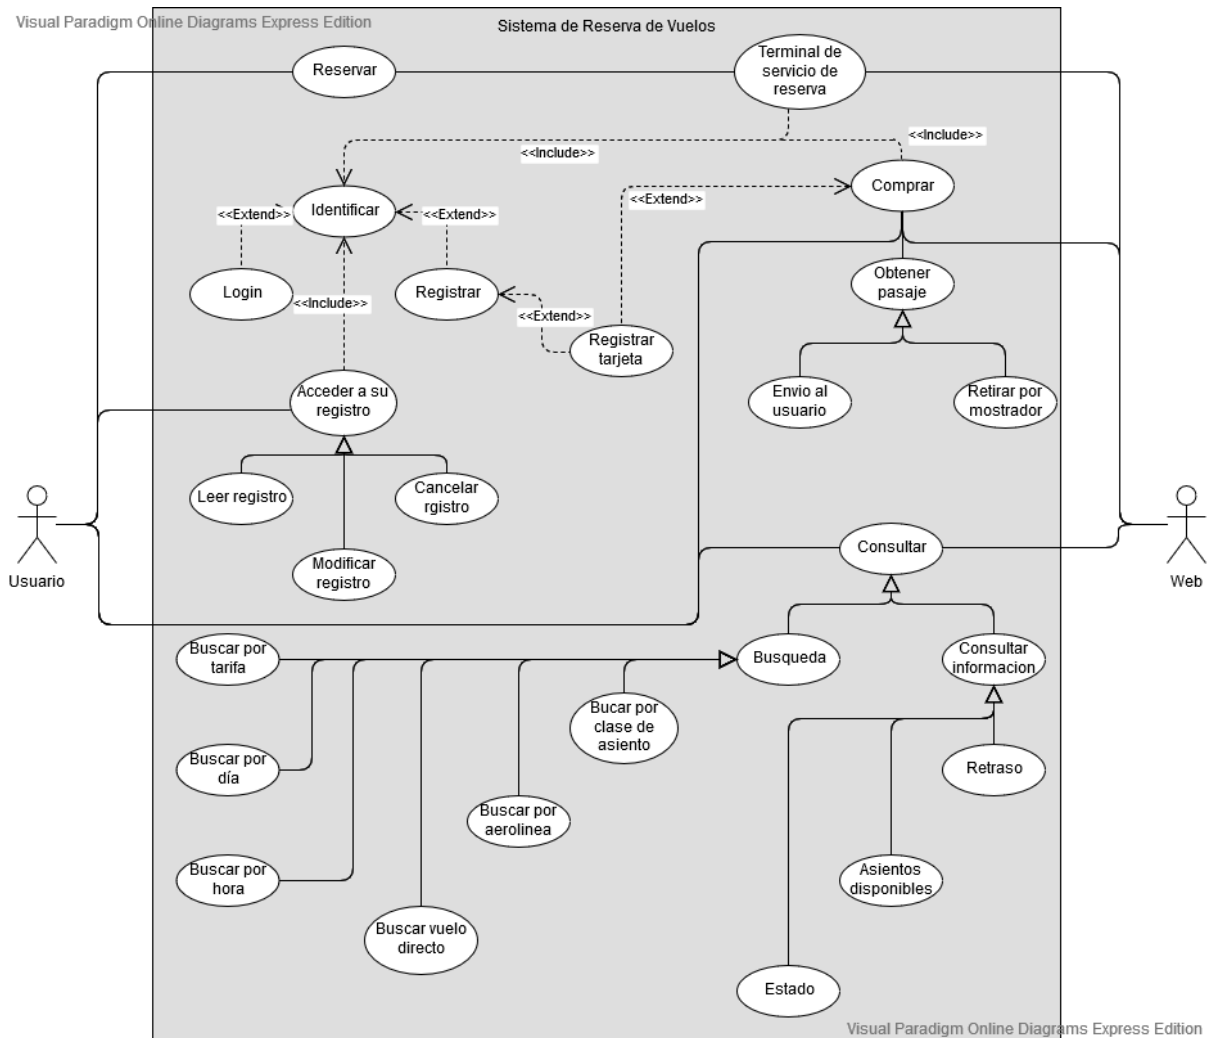 Visual Paradigm Online Diagrams Express Edition
Sistema de Reserva de Vuelos
Reservar
Terminal de
servicio de
reserva
<<Include>>
<<Include>>
Identificar
Comprar
<<Extend>>
<<Extend>>
<<Extend>>
Login
<<Include>>
Registrar
<<Extend>>
Obtener
pasaje
Registrar
tarjeta
Acceder a su
registro
Envio al
usuario
Retirar por
mostrador
Leer registro
Cancelar
rgistro
Modificar
registro
Usuario
Consultar
Web
Buscar por
tarifa
Busqueda
Consultar
informacion
Bucar por
clase de
asiento
Buscar por
día
Retraso
Buscar por
aerolinea
Buscar por
hora
Asientos
disponibles
Buscar vuelo
directo
Estado
Visual Paradigm Online Diagrams Express Edition